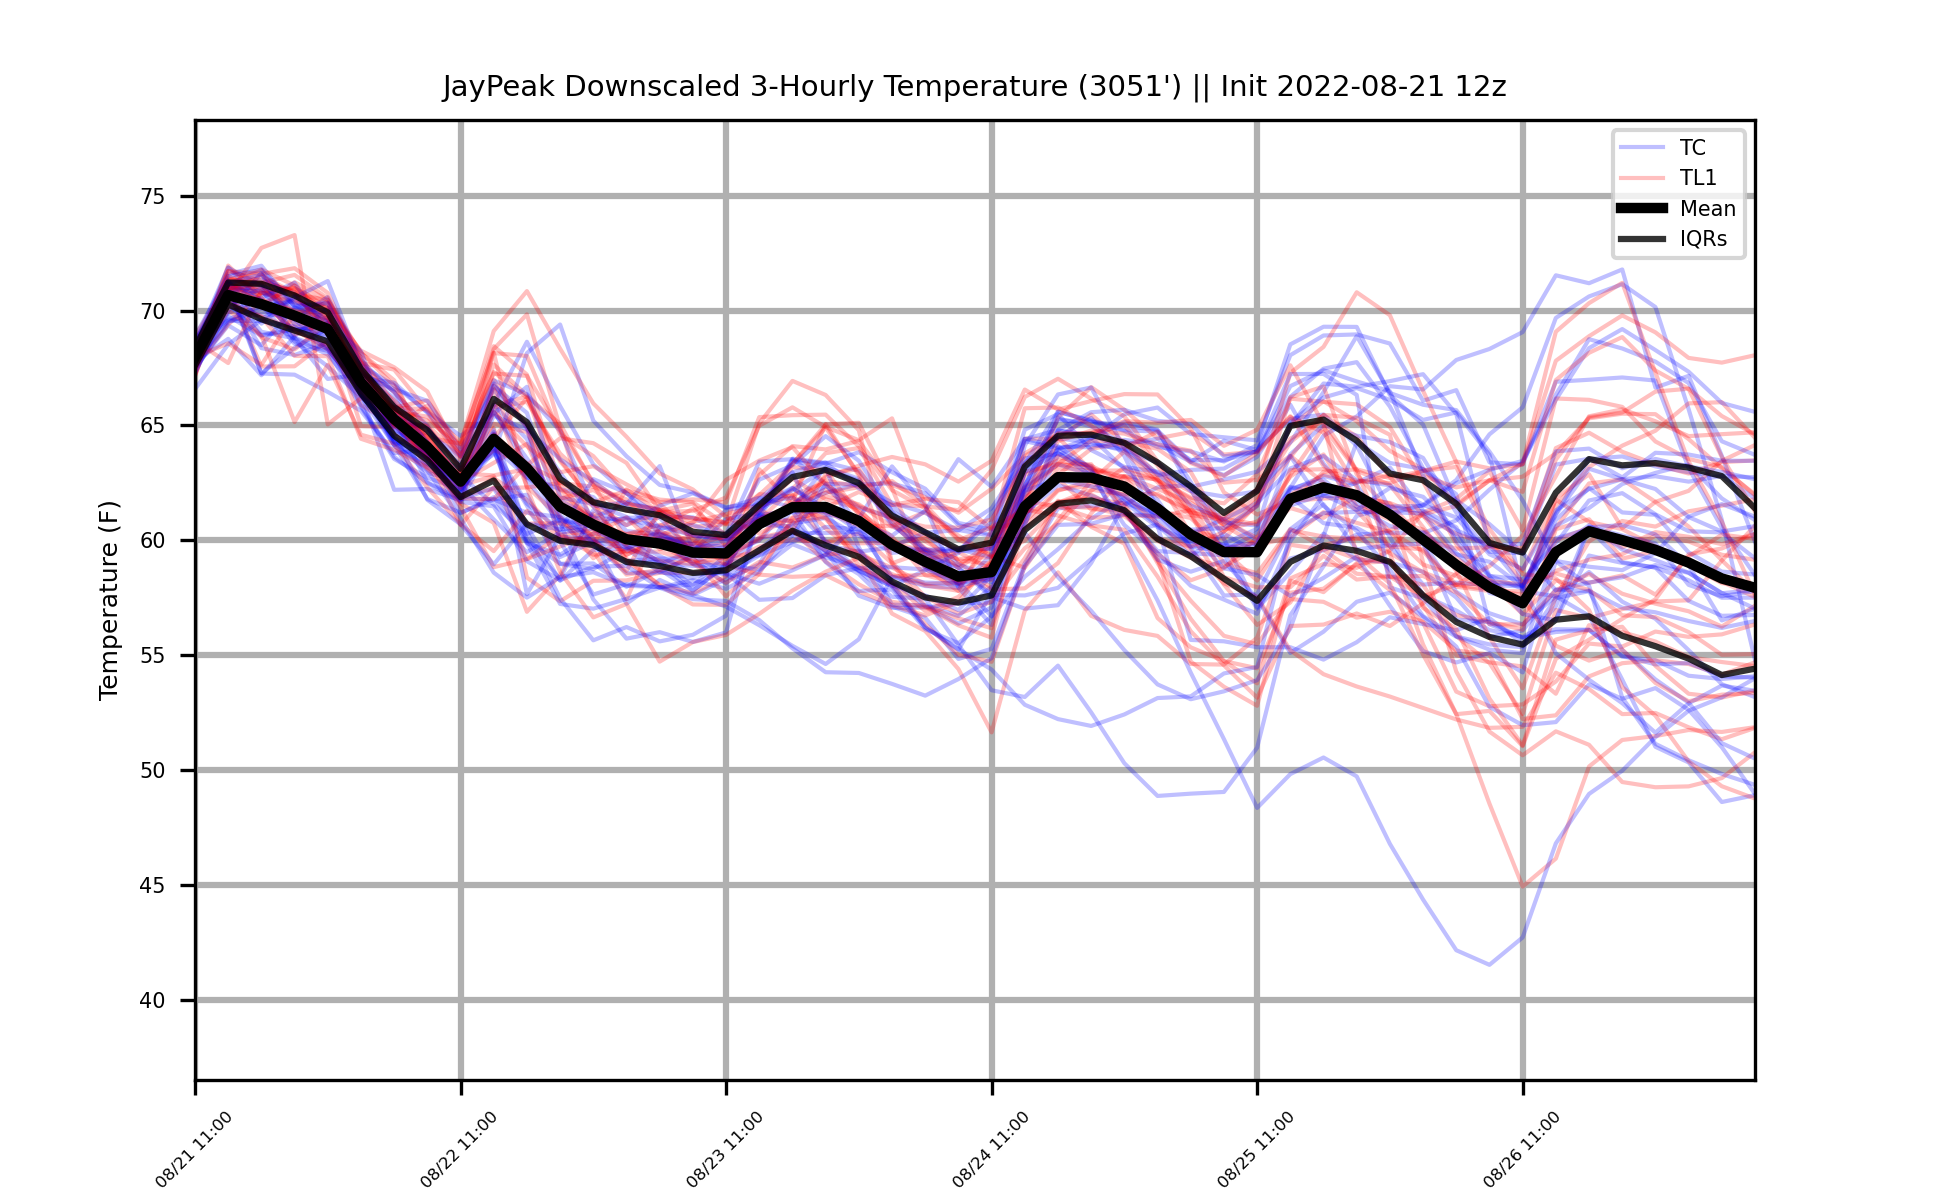 JayPeak Downscaled 3-Hourly Temperature (3051') || Init 2022-08-21 12z
TC
TL1
Mean
IQRs
Temperature (F)
75
70
65
60
55
50
45
40
08/21 11:00
08/22 11:00
08/23 11:00
08/24 11:00
08/25 11:00
08/26 11:00